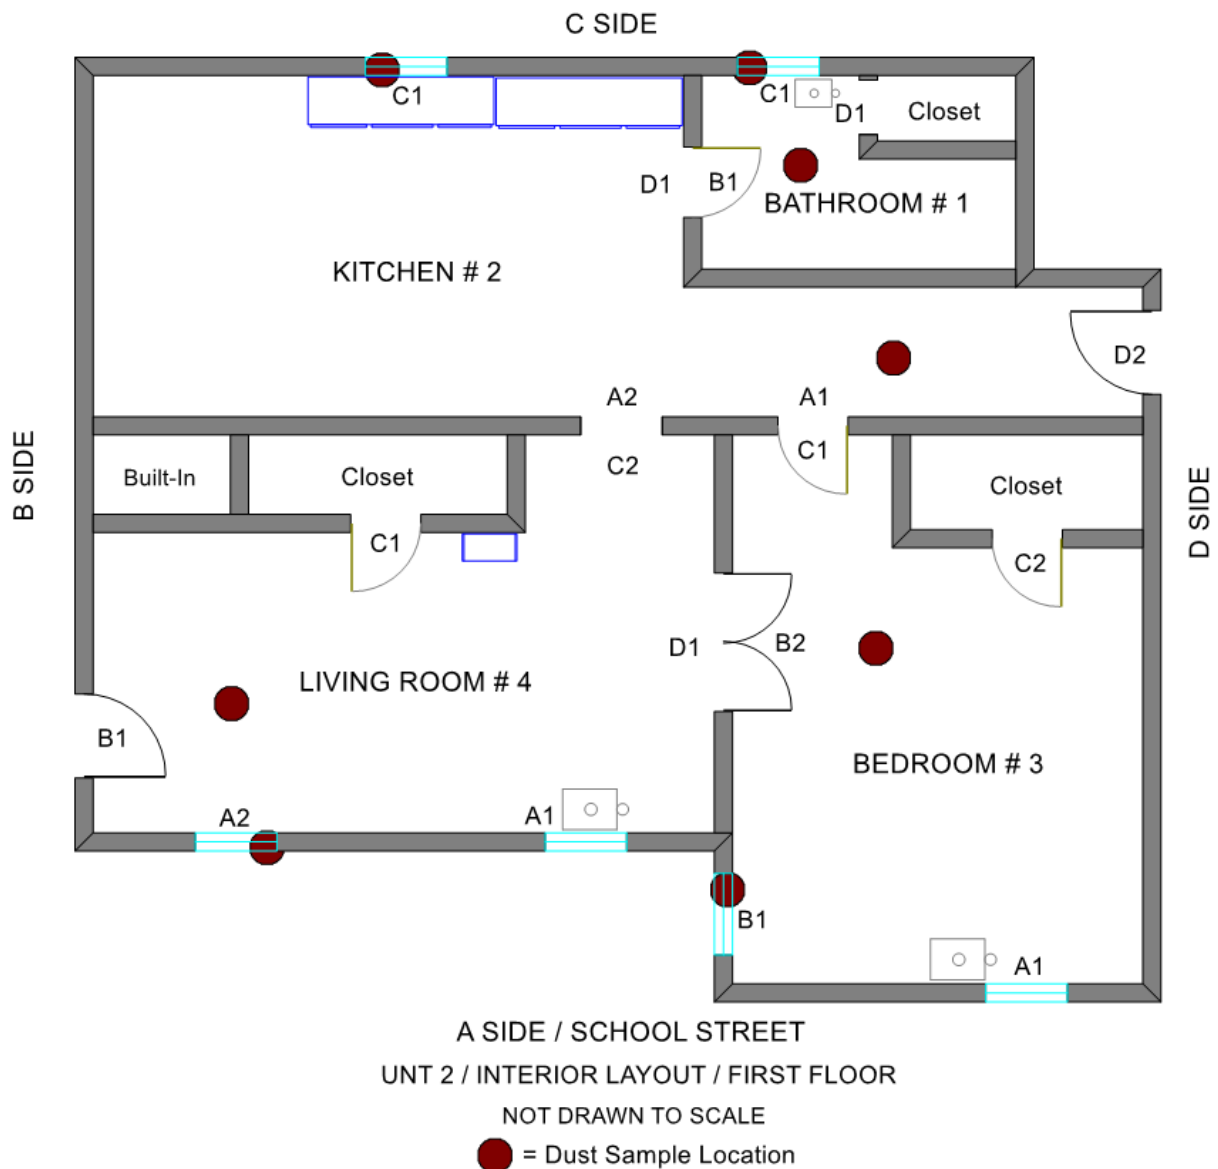 C SIDE
C1
C1
D1
Closet
D1
B1
BATHROOM # 1
KITCHEN # 2
D2
A2
A1
C1
C2
B SIDE
Built-In
Closet
Closet
D SIDE
C1
C2
D1
B2
LIVING ROOM # 4
B1
BEDROOM # 3
A2
A1
B1
A1
A SIDE / SCHOOL STREET
UNT 2 / INTERIOR LAYOUT / FIRST FLOOR
NOT DRAWN TO SCALE
= Dust Sample Location